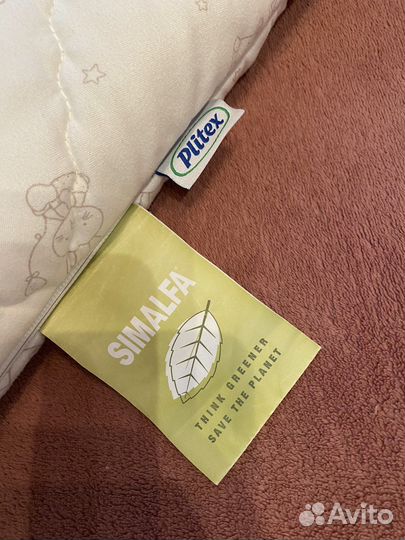 Plitex
SIMALFA
THINK GREENER
SAVE THE PLANET
Avito